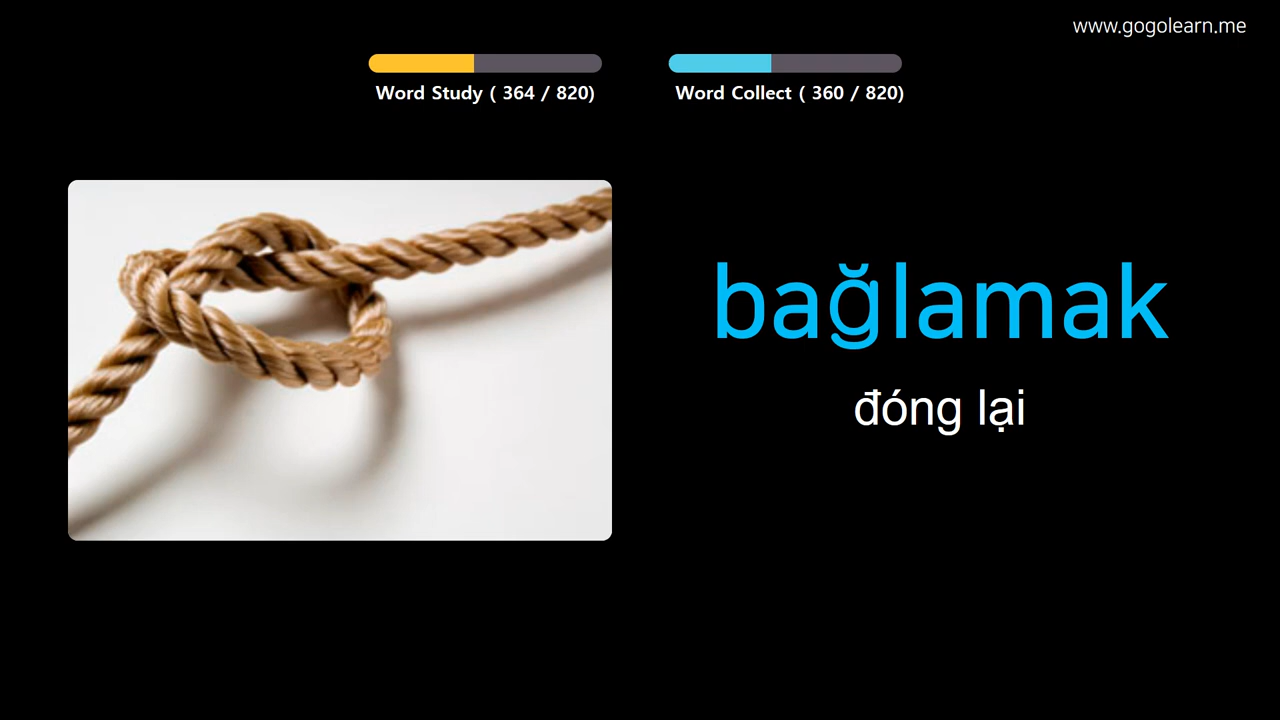 www.gogolearn.me
Word Study ( 364 / 820)
Word Collect ( 360 / 820)
bağlamak
đóng lại